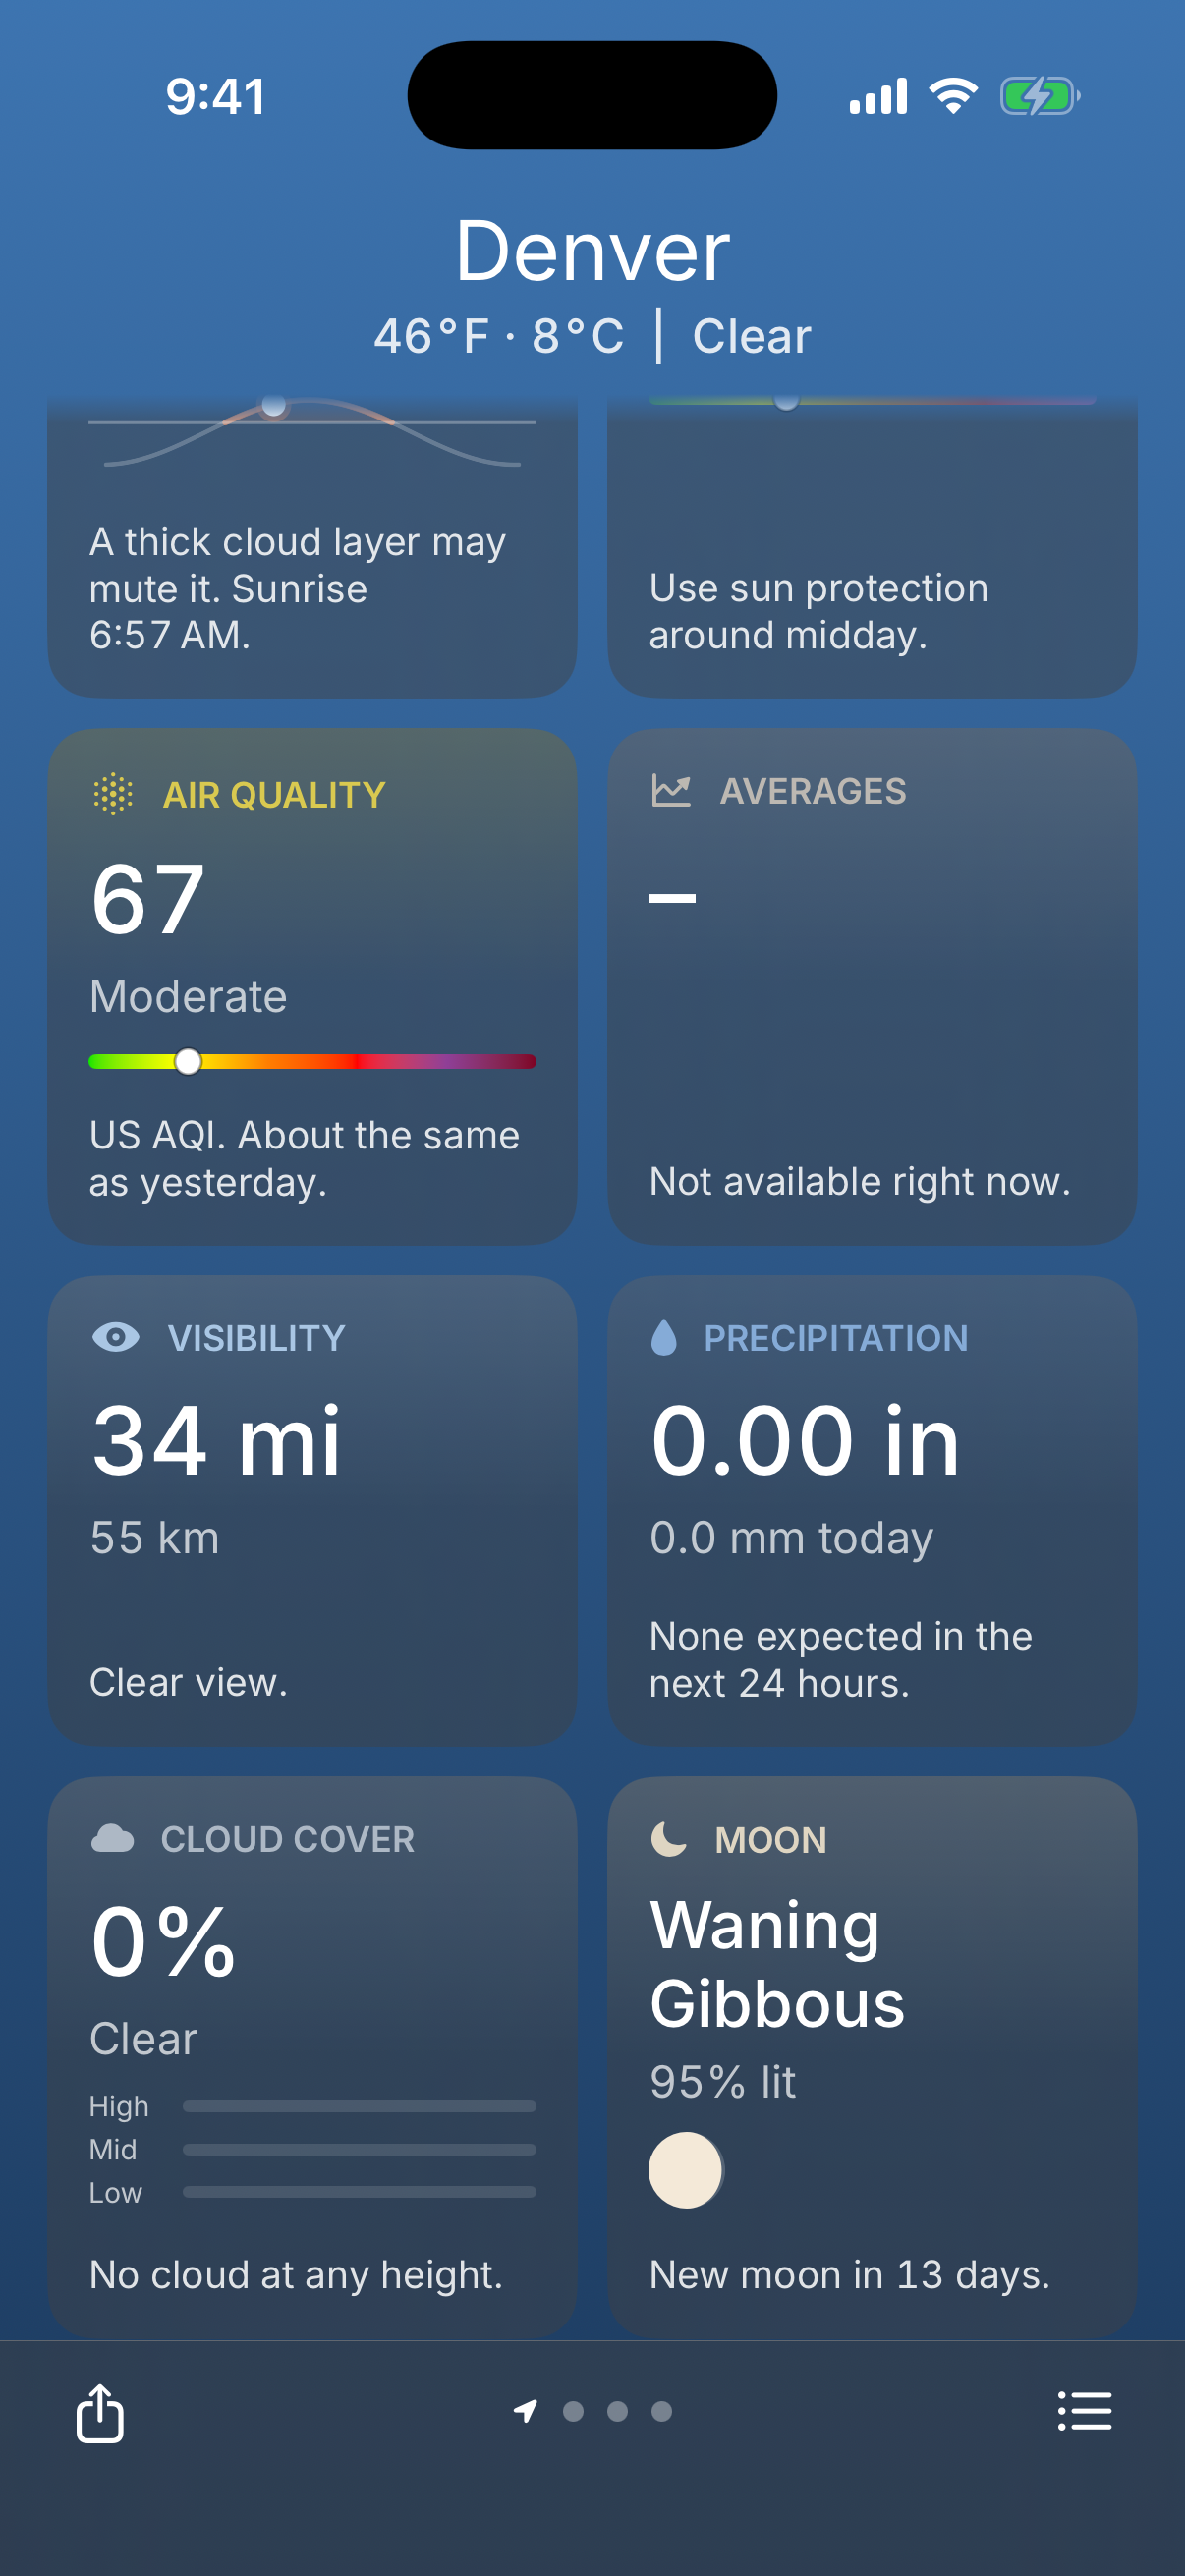 9:41
Denver
46°F · 8°C | Clear
A thick cloud layer may
mute it. Sunrise
6:57 AM.
Use sun protection
around midday.
AIR QUALITY
67
Moderate
US AQI. About the same
as yesterday.
AVERAGES
–
Not available right now.
VISIBILITY
34 mi
55 km
Clear view.
PRECIPITATION
0.00 in
0.0 mm today
None expected in the
next 24 hours.
CLOUD COVER
0%
Clear
High
Mid
Low
No cloud at any height.
MOON
Waning
Gibbous
95% lit
New moon in 13 days.